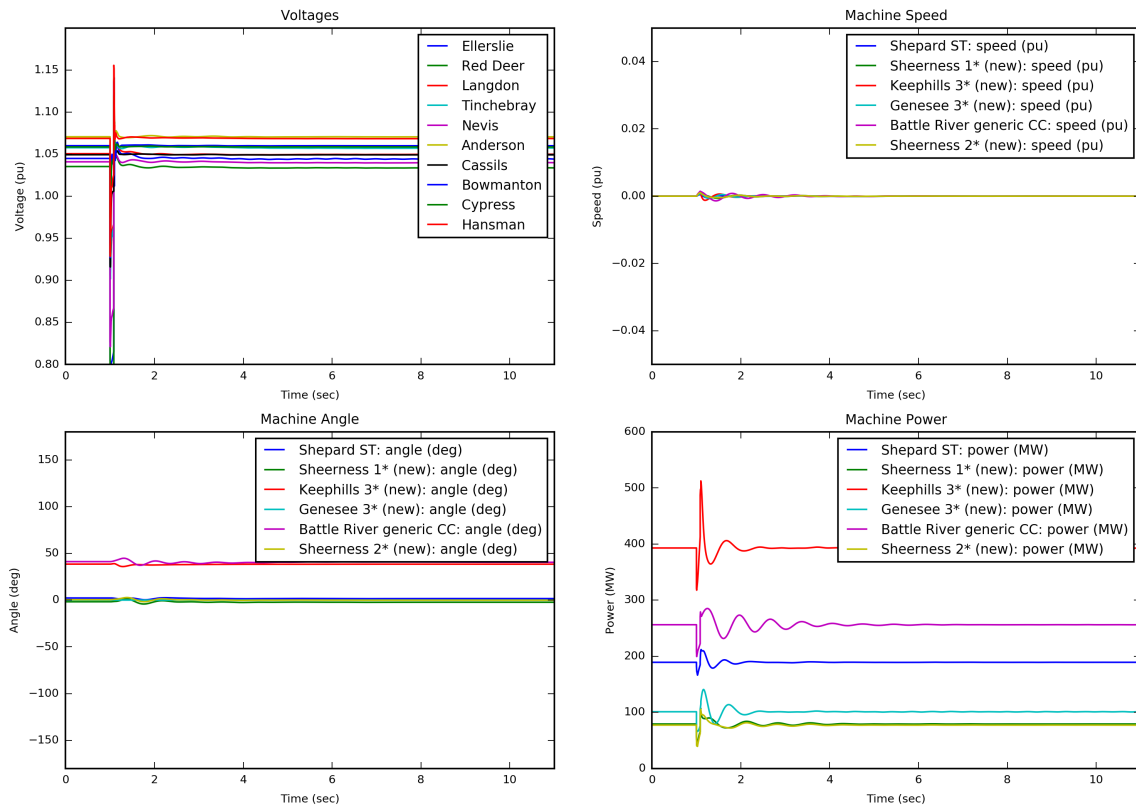 Voltages
1.15
1.10
1.05
1.00
0.95
0.90
0.85
0.80
Voltage (pu)
0 2 4 6 8 10
Time (sec)
Ellerslie
Red Deer
Langdon
Tinchebray
Nevis
Anderson
Cassils
Bowmanton
Cypress
Hansman
Machine Speed
0.04
0.02
0.00
−0.02
−0.04
Speed (pu)
0 2 4 6 8 10
Time (sec)
Shepard ST: speed (pu)
Sheerness 1* (new): speed (pu)
Keephills 3* (new): speed (pu)
Genesee 3* (new): speed (pu)
Battle River generic CC: speed (pu)
Sheerness 2* (new): speed (pu)
Machine Angle
150
100
50
0
−50
−100
−150
Angle (deg)
0 2 4 6 8 10
Time (sec)
Shepard ST: angle (deg)
Sheerness 1* (new): angle (deg)
Keephills 3* (new): angle (deg)
Genesee 3* (new): angle (deg)
Battle River generic CC: angle (deg)
Sheerness 2* (new): angle (deg)
Machine Power
600
500
400
300
200
100
0
Power (MW)
0 2 4 6 8 10
Time (sec)
Shepard ST: power (MW)
Sheerness 1* (new): power (MW)
Keephills 3* (new): power (MW)
Genesee 3* (new): power (MW)
Battle River generic CC: power (MW)
Sheerness 2* (new): power (MW)